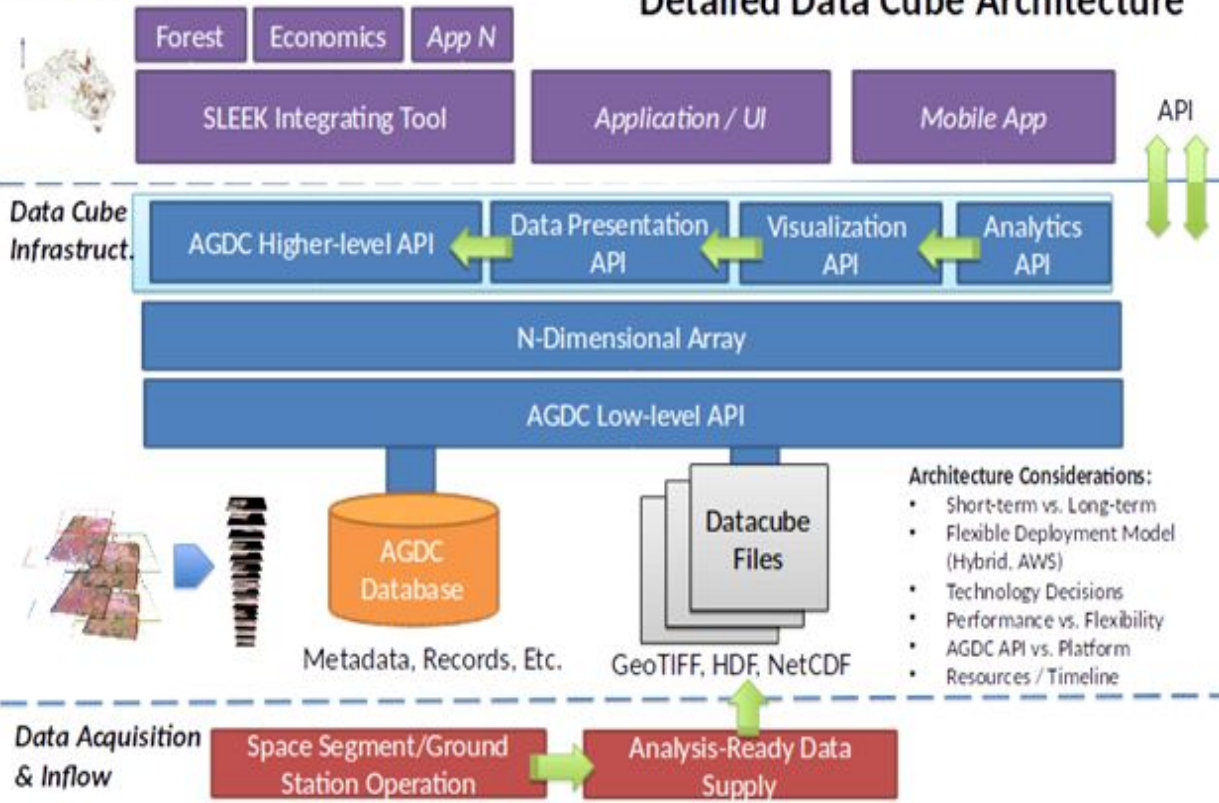 Detailed Data Cube Architecture
Forest
Economics
App N
SLEEK Integrating Tool
Application / UI
Mobile App
API
Data Cube
Infrastruct.
AGDC Higher-level API
Data Presentation
API
Visualization
API
Analytics
API
N-Dimensional Array
AGDC Low-level API
AGDC
Database
Metadata, Records, Etc.
Datacube
Files
GeoTIFF, HDF, NetCDF
Architecture Considerations:
• Short-term vs. Long-term
• Flexible Deployment Model
(Hybrid, AWS)
• Technology Decisions
• Performance vs. Flexibility
• AGDC API vs. Platform
• Resources / Timeline
Data Acquisition
& Inflow
Space Segment/Ground
Station Operation
Analysis-Ready Data
Supply